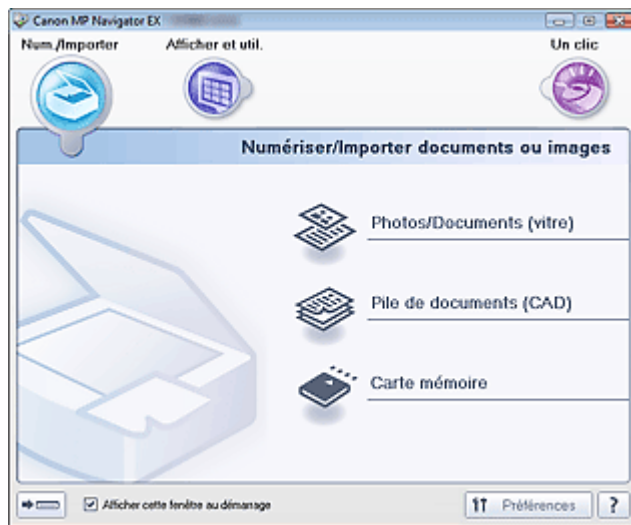 Canon MP Navigator EX
Num./Importer
Afficher et util.
Un clic
Numériser/Importer documents ou images
Photos/Documents (vitre)
Pile de documents (CAD)
Carte mémoire
Afficher cette fenêtre au démarrage
Préférences
?